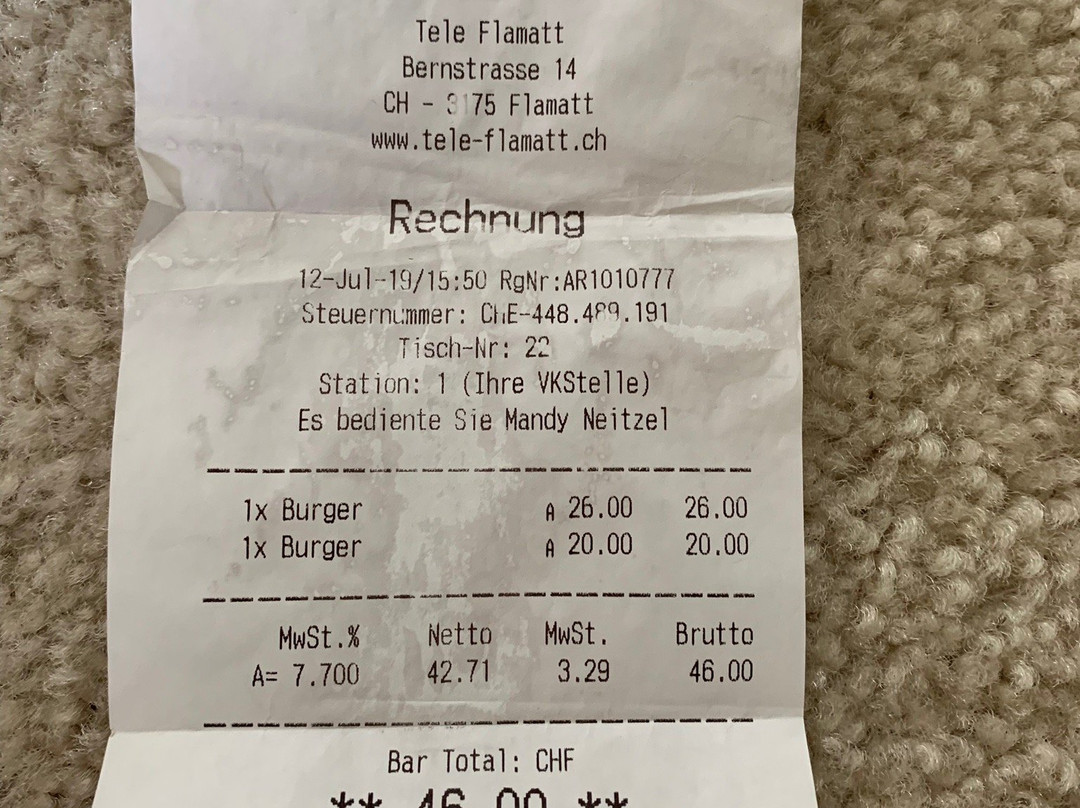 Tele Flamatt
Bernstrasse 14
CH - 3175 Flamatt
www.tele-flamatt.ch
Rechnung
12-Jul-19/15:50 RgNr:AR1010777
Steuernummer: CHE-448.489.191
Tisch-Nr: 22
Station: 1 (Ihre VKStelle)
Es bediente Sie Mandy Neitzel
1x Burger A 26.00 26.00
1x Burger A 20.00 20.00
MwSt.% Netto MwSt. Brutto
A= 7.700 42.71 3.29 46.00
Bar Total: CHF
** 46.00 **